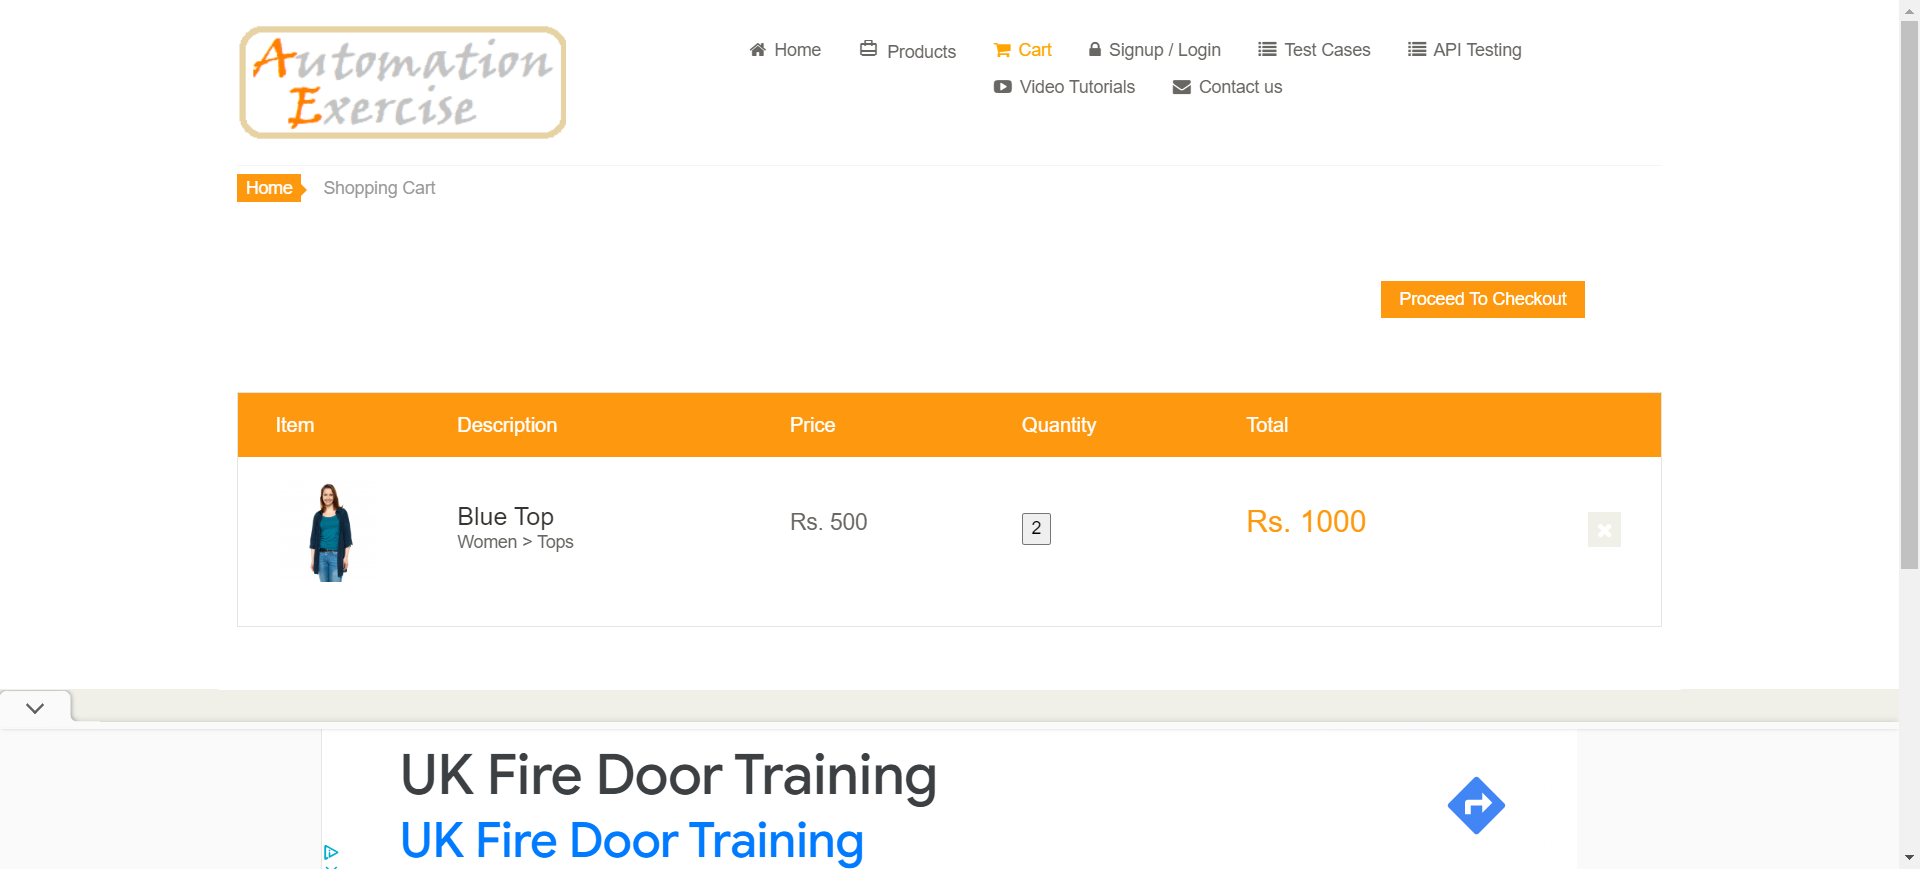 Automation
Exercise
Home
Products
Cart
Signup / Login
Test Cases
API Testing
Video Tutorials
Contact us
Home
Shopping Cart
Proceed To Checkout
Item Description Price Quantity Total
Blue Top
Women > Tops
Rs. 500
2
Rs. 1000
UK Fire Door Training
UK Fire Door Training